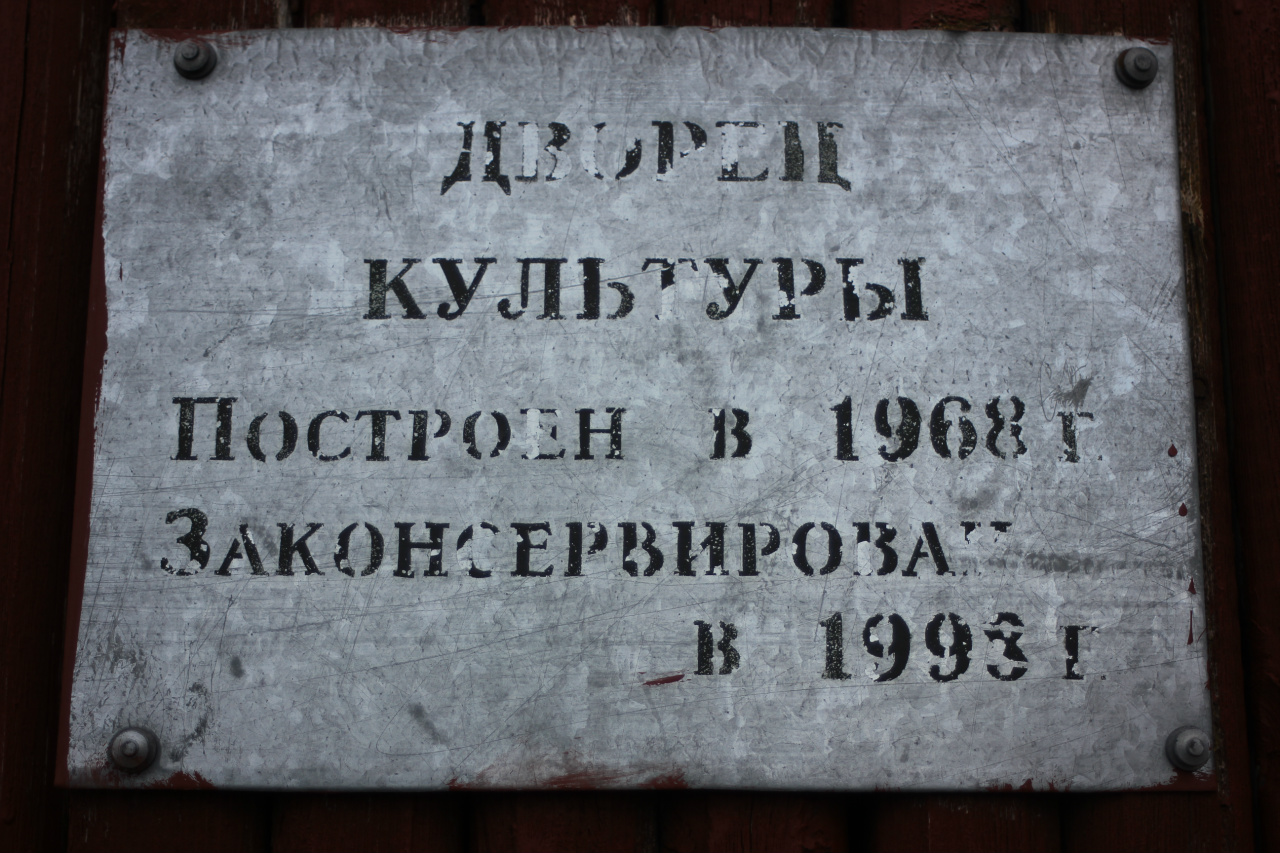 ДВОРЕЦ
КУЛЬТУРЫ
ПОСТРОЕН В 1968 Г.
ЗАКОНСЕРВИРОВАН
В 1993 Г.